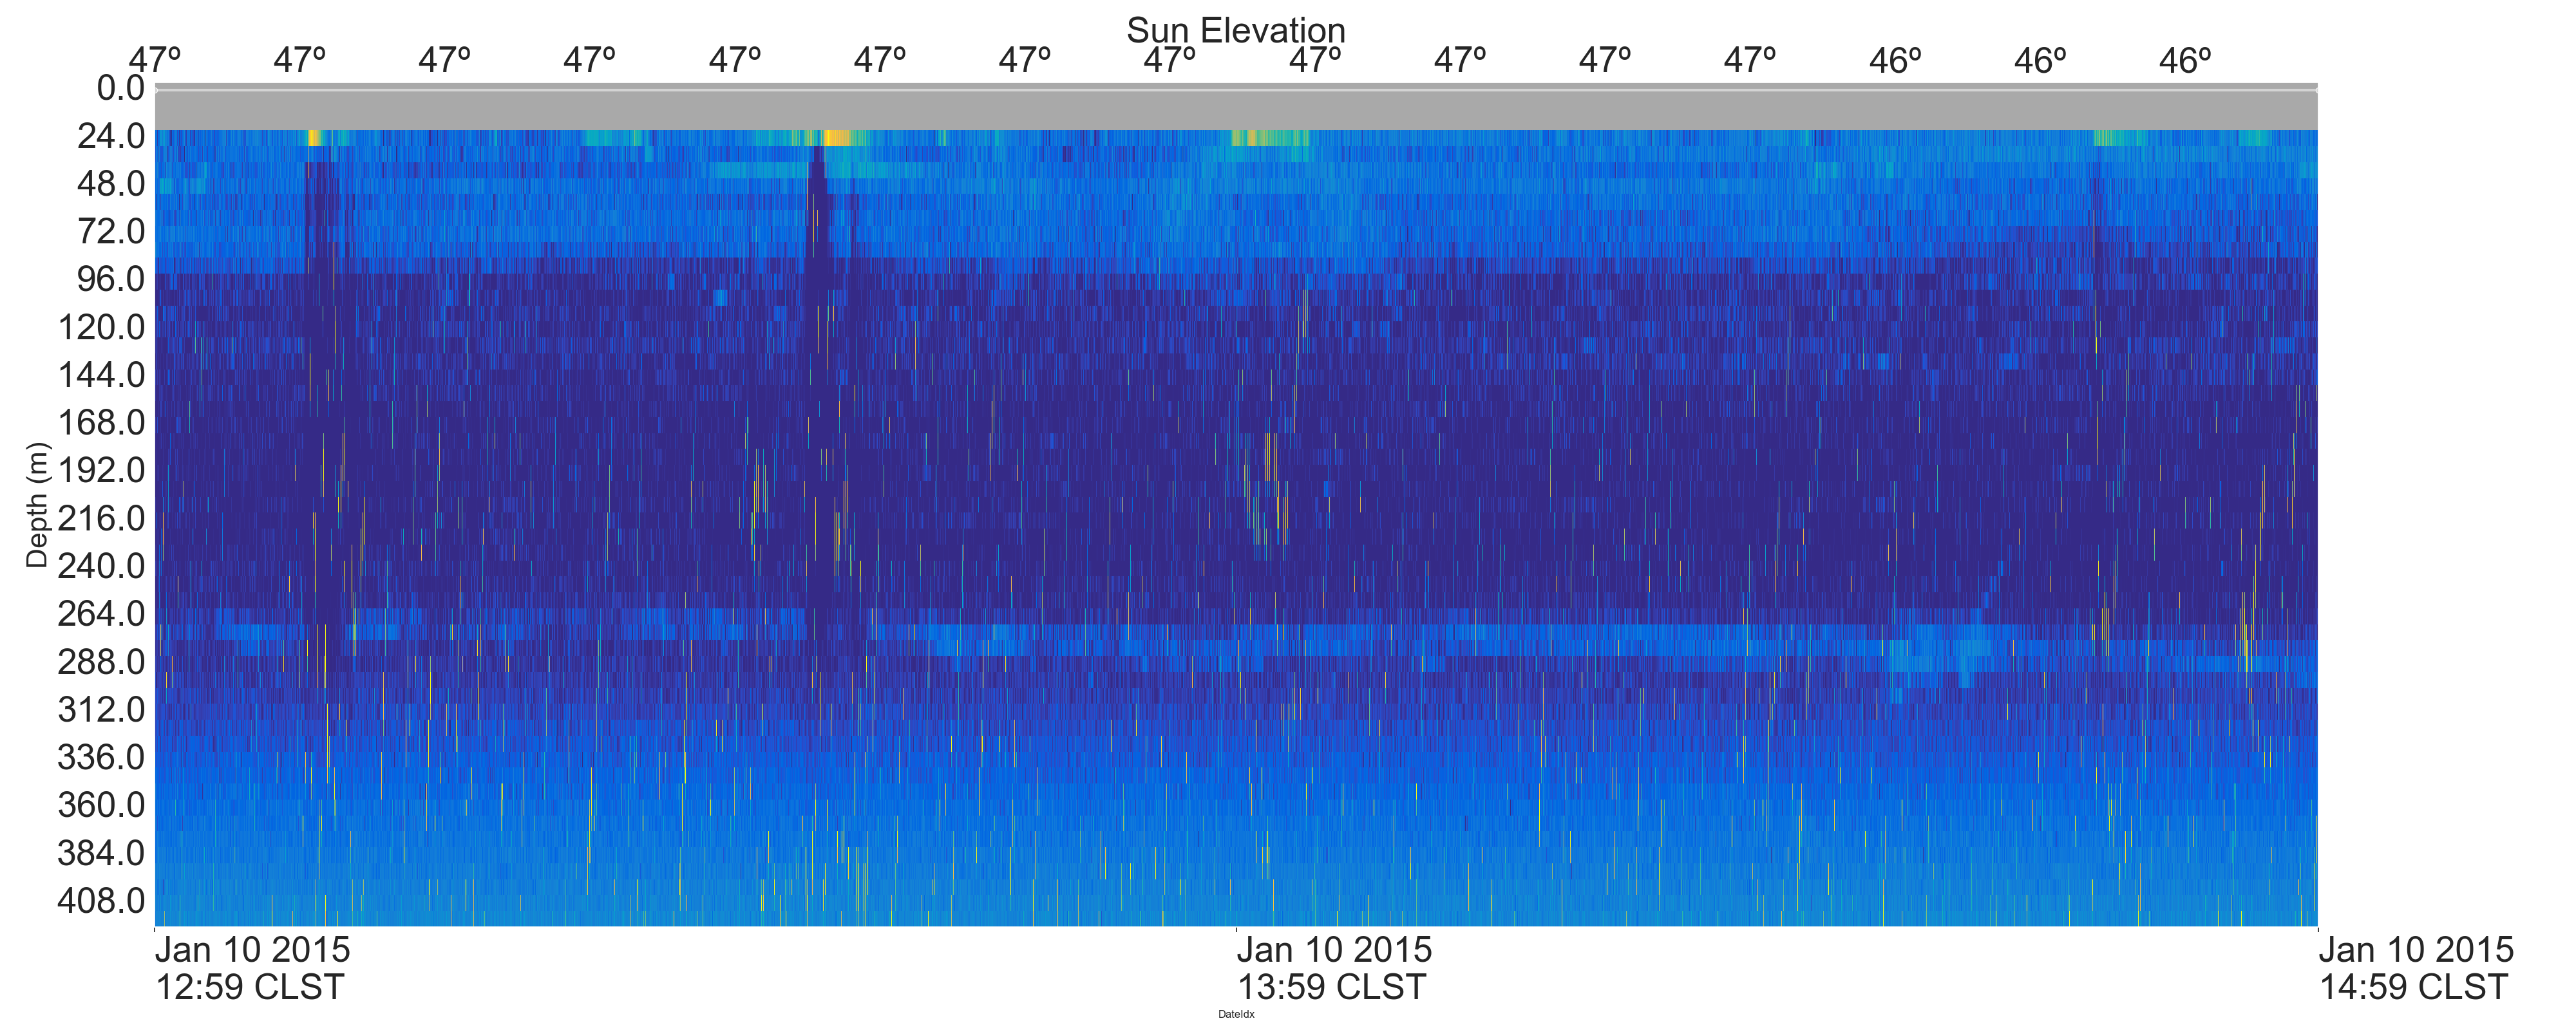 Sun Elevation
47º 47º 47º 47º 47º 47º 47º 47º 47º 47º 47º 47º 46º 46º 46º
0.0
24.0
48.0
72.0
96.0
120.0
144.0
168.0
192.0
216.0
240.0
264.0
288.0
312.0
336.0
360.0
384.0
408.0
Depth (m)
Jan 10 2015
12:59 CLST
Jan 10 2015
13:59 CLST
Jan 10 2015
14:59 CLST
DateIdx